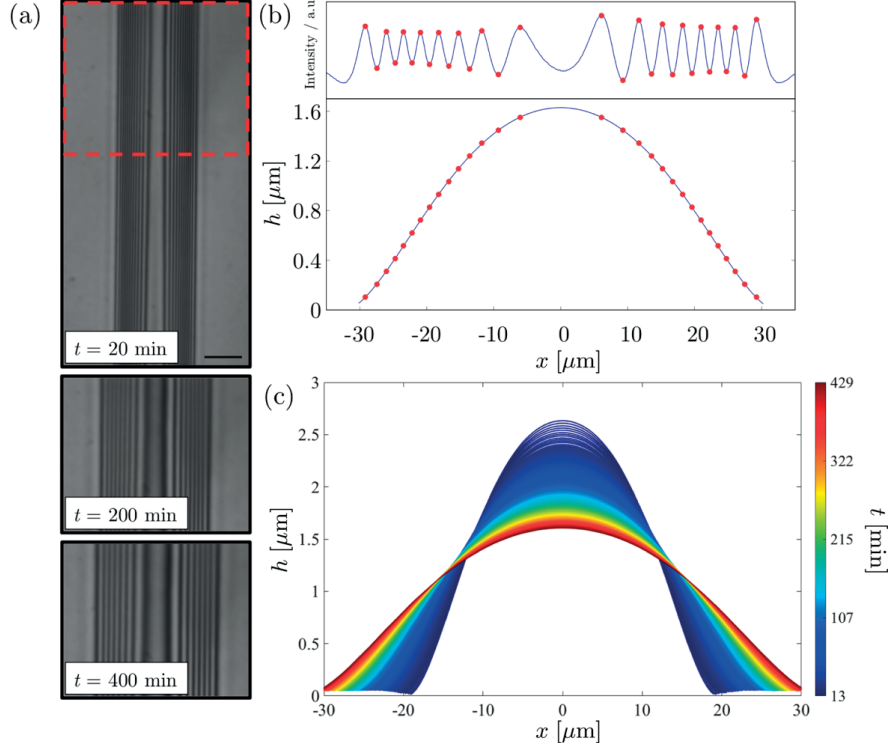 (a)
t = 20 min
t = 200 min
t = 400 min
(b)
Intensity / a.u
1.6
1.2
0.8
0.4
0
h [μm]
-30 -20 -10 0 10 20 30
x [μm]
(c)
3
2.5
2
1.5
1
0.5
0
h [μm]
-30 -20 -10 0 10 20 30
x [μm]
429
322
215
107
13
t [min]